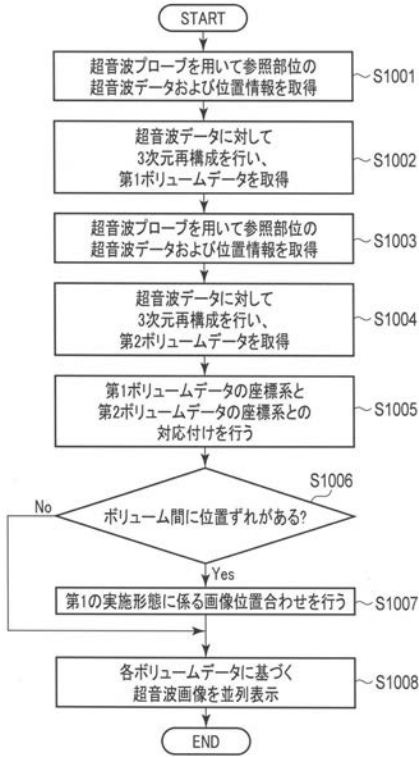 START
超音波プローブを用いて参照部位の
超音波データおよび位置情報を取得
S1001
超音波データに対して
3次元再構成を行い、
第1ボリュームデータを取得
S1002
超音波プローブを用いて参照部位の
超音波データおよび位置情報を取得
S1003
超音波データに対して
3次元再構成を行い、
第2ボリュームデータを取得
S1004
第1ボリュームデータの座標系と
第2ボリュームデータの座標系との
対応付けを行う
S1005
S1006
No
ボリューム間に位置ずれがある?
Yes
第1の実施形態に係る画像位置合わせを行う
S1007
各ボリュームデータに基づく
超音波画像を並列表示
S1008
END